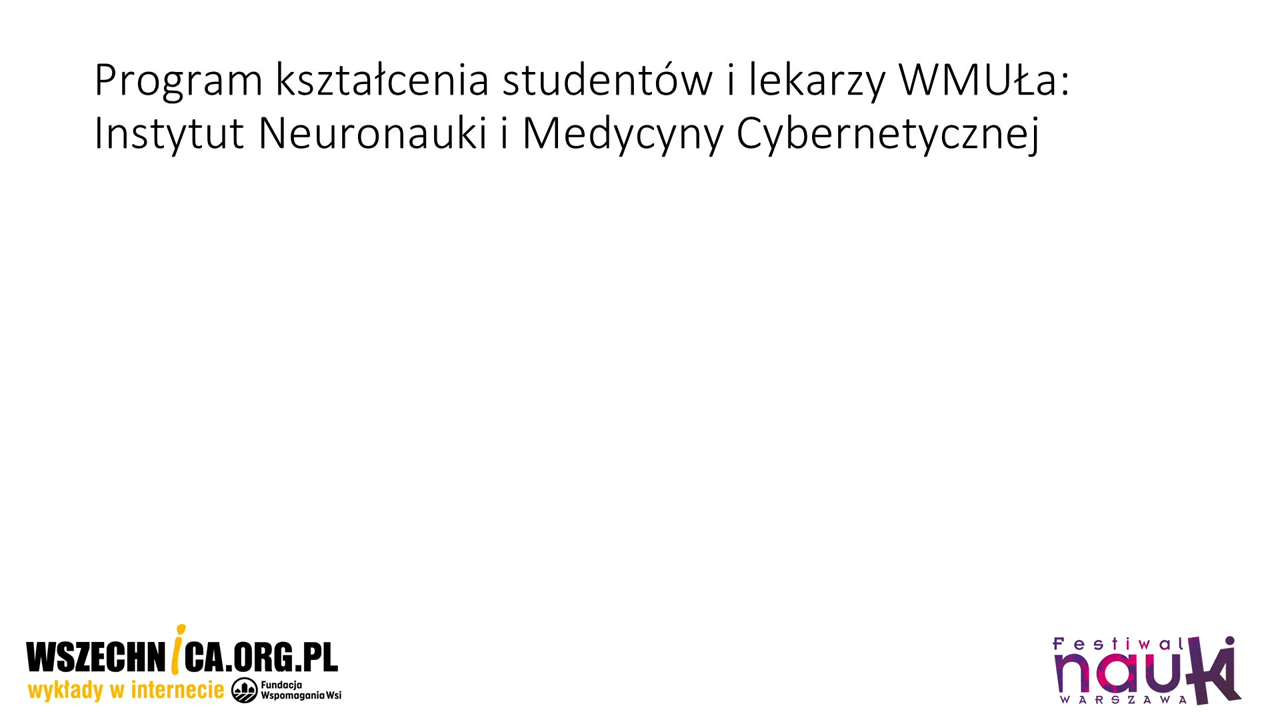 Program kształcenia studentów i lekarzy WMUŁa:
Instytut Neuronauki i Medycyny Cybernetycznej
WSZECHNiCA.ORG.PL
wykłady w internecie
Fundacja
Wspomagania Wsi
Festiwal
nauki
WARSZAWA